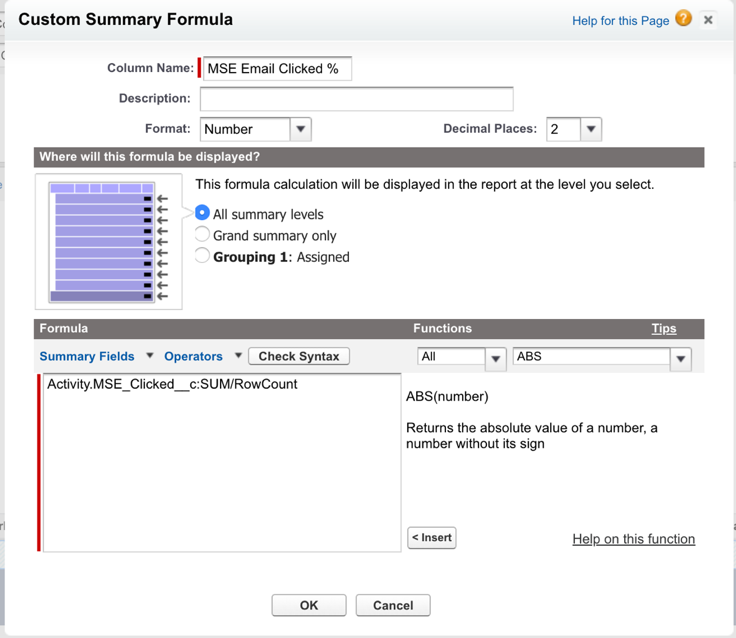 Custom Summary Formula
Help for this Page ?
Column Name: MSE Email Clicked %
Description:
Format: Number
Decimal Places: 2
Where will this formula be displayed?
This formula calculation will be displayed in the report at the level you select.
All summary levels
Grand summary only
Grouping 1: Assigned
Formula
Functions
Tips
Summary Fields
Operators
Check Syntax
All
ABS
Activity.MSE_Clicked__c:SUM/RowCount
ABS(number)
Returns the absolute value of a number, a
number without its sign
< Insert
Help on this function
OK
Cancel